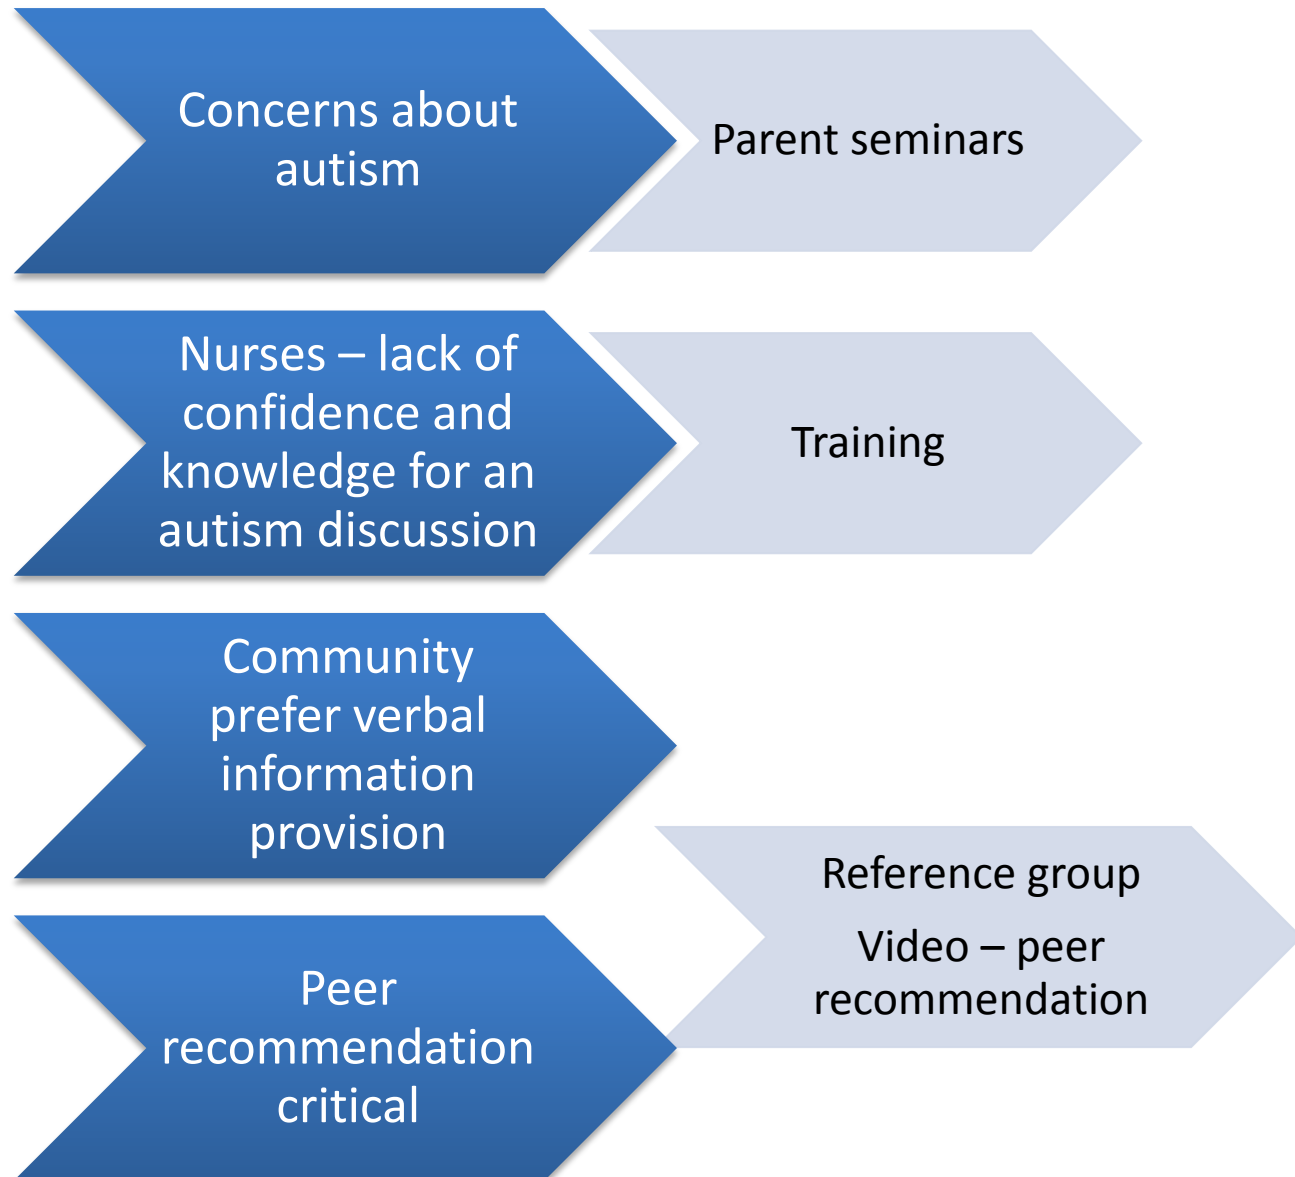 Concerns about
autism
Parent seminars
Nurses – lack of
confidence and
knowledge for an
autism discussion
Training
Community
prefer verbal
information
provision
Peer
recommendation
critical
Reference group
Video – peer
recommendation